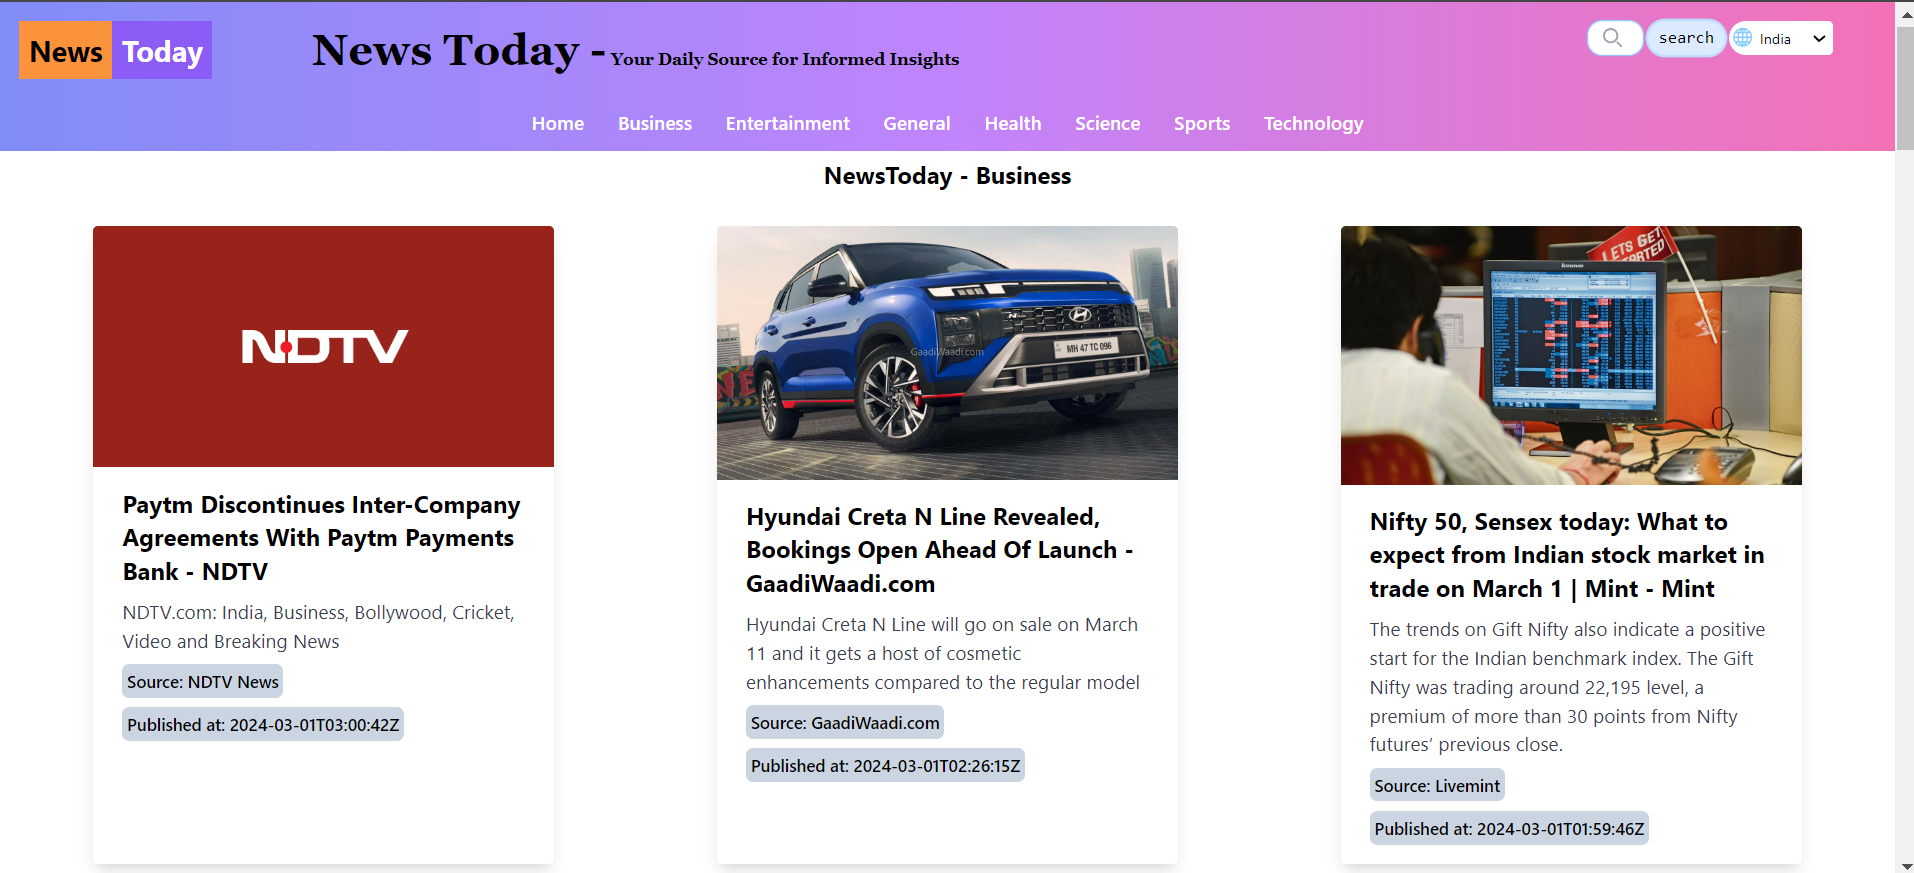 News Today
News Today - Your Daily Source for Informed Insights
search
India
Home Business Entertainment General Health Science Sports Technology
NewsToday - Business
NDTV
Paytm Discontinues Inter-Company
Agreements With Paytm Payments
Bank - NDTV
NDTV.com: India, Business, Bollywood, Cricket,
Video and Breaking News
Source: NDTV News
Published at: 2024-03-01T03:00:42Z
GaadiWaadi.com
MH 47 TC 096
Hyundai Creta N Line Revealed,
Bookings Open Ahead Of Launch -
GaadiWaadi.com
Hyundai Creta N Line will go on sale on March
11 and it gets a host of cosmetic
enhancements compared to the regular model
Source: GaadiWaadi.com
Published at: 2024-03-01T02:26:15Z
LETS GET
STARTED
lenovo
Nifty 50, Sensex today: What to
expect from Indian stock market in
trade on March 1 | Mint - Mint
The trends on Gift Nifty also indicate a positive
start for the Indian benchmark index. The Gift
Nifty was trading around 22,195 level, a
premium of more than 30 points from Nifty
futures’ previous close.
Source: Livemint
Published at: 2024-03-01T01:59:46Z